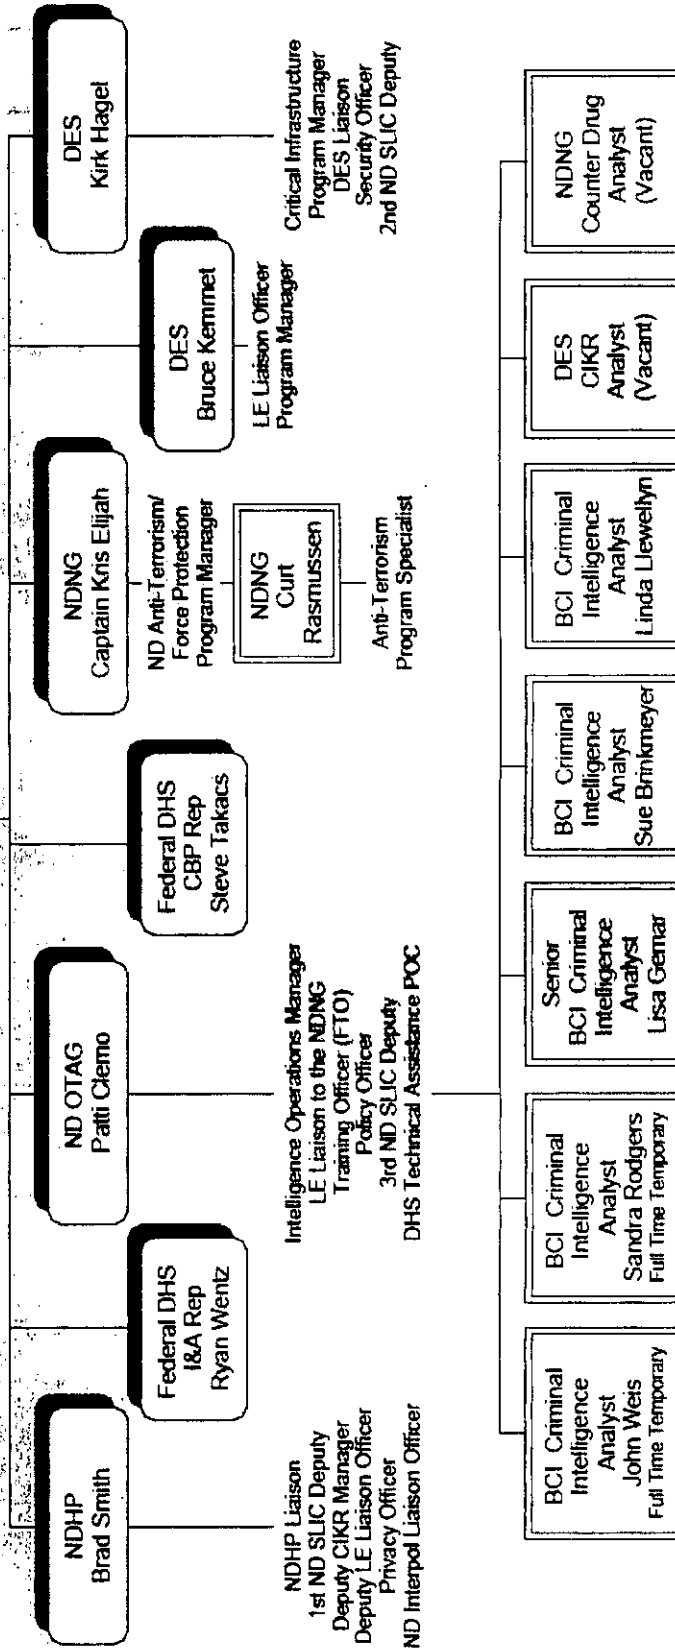 NDHP
Brad Smith
NDHP Liaison
1st ND SLIC Deputy
Deputy CIKR Manager
Deputy LE Liaison Officer
Privacy Officer
ND Interpol Liaison Officer
Federal DHS
I&A Rep
Ryan Wentz
ND OTAG
Patti Clemo
Intelligence Operations Manager
LE Liaison to the NDNG
Training Officer (FTO)
Policy Officer
3rd ND SLIC Deputy
DHS Technical Assistance POC
Federal DHS
CBP Rep
Steve Takacs
NDNG
Captain Kris Elijah
ND Anti-Terrorism/
Force Protection
Program Manager
NDNG
Curt
Rasmussen
Anti-Terrorism
Program Specialist
DES
Bruce Kemmet
LE Liaison Officer
Program Manager
DES
Kirk Hagel
Critical Infrastructure
Program Manager
DES Liaison
Security Officer
2nd ND SLIC Deputy
BCI Criminal
Intelligence
Analyst
John Weis
Full Time Temporary
BCI Criminal
Intelligence
Analyst
Sandra Rodgers
Full Time Temporary
Senior
BCI Criminal
Intelligence
Analyst
Lisa Gemar
BCI Criminal
Intelligence
Analyst
Sue Brinkmeyer
BCI Criminal
Intelligence
Analyst
Linda Llewellyn
DES
CIKR
Analyst
(Vacant)
NDNG
Counter Drug
Analyst
(Vacant)